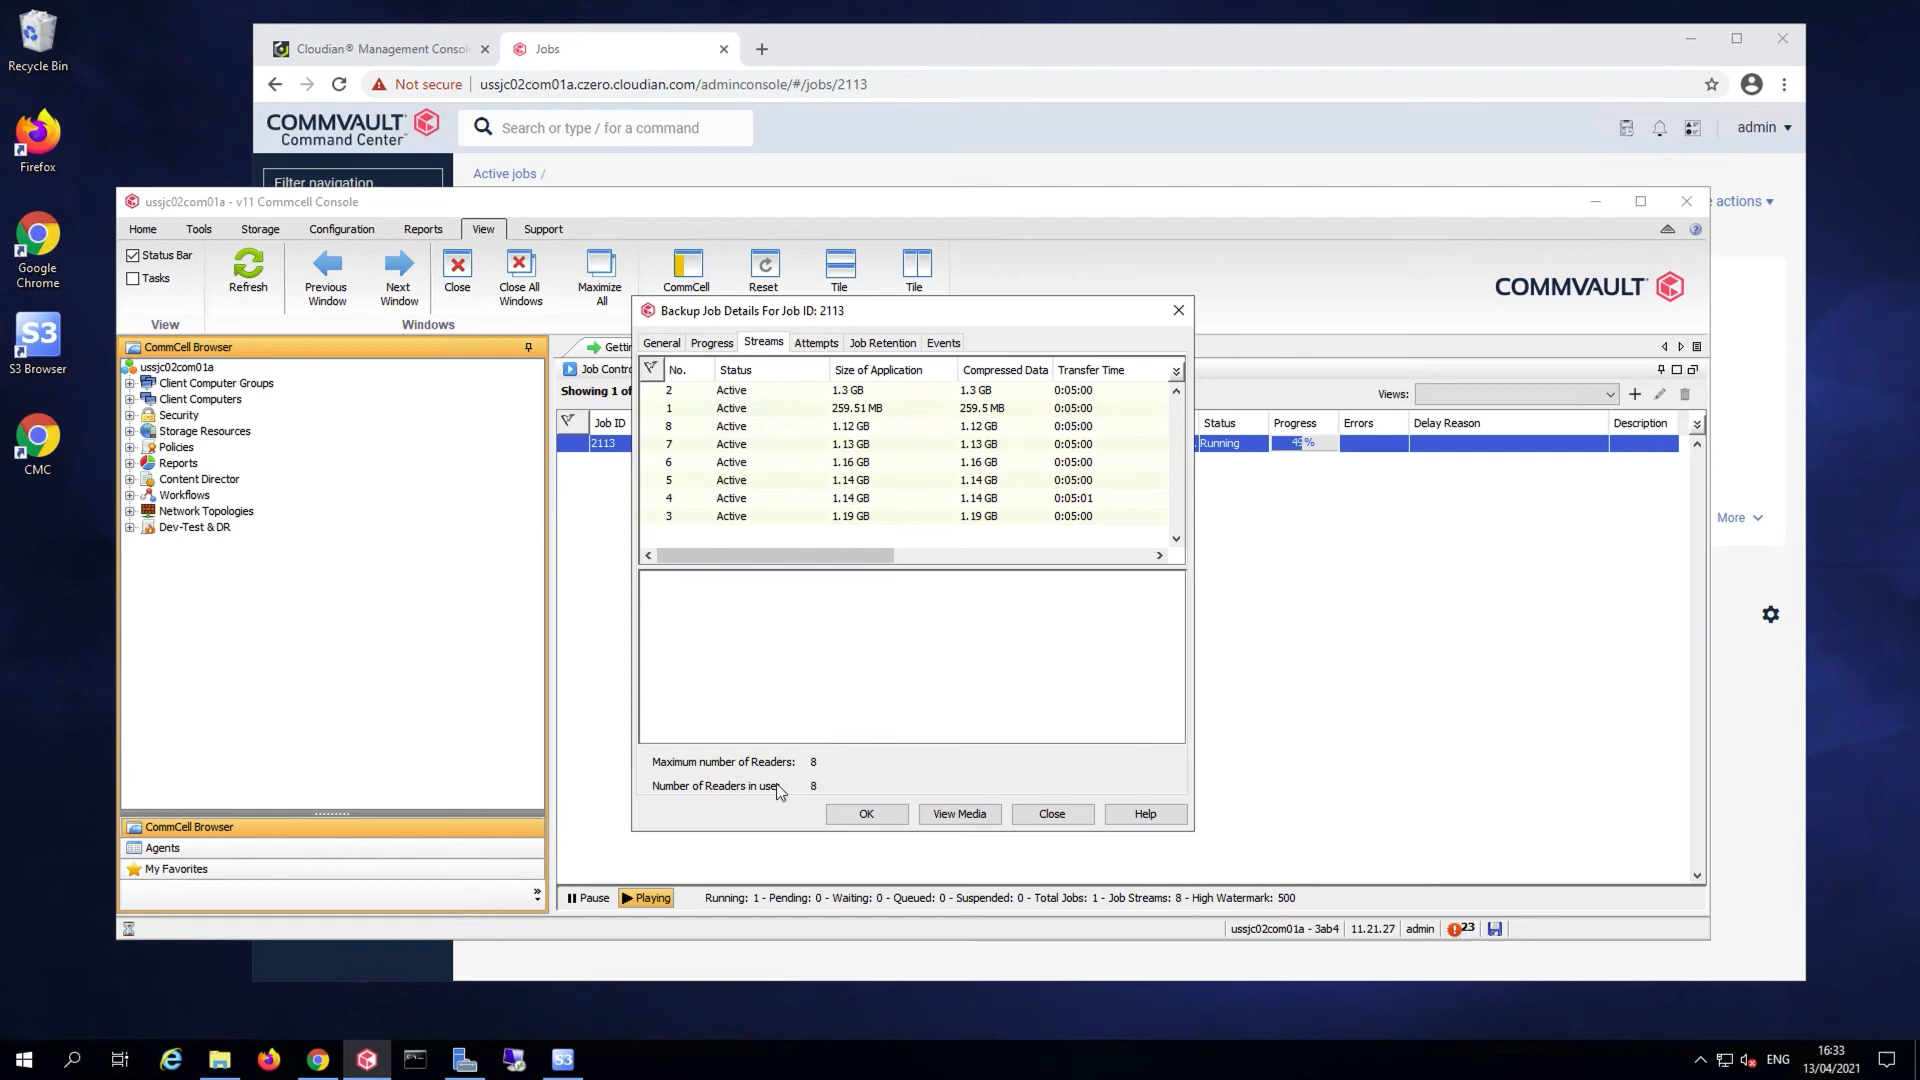 Recycle Bin
Firefox
Google
Chrome
S3
S3 Browser
CMC
Cloudian® Management Consol
Jobs
Not secure
ussjc02com01a.czero.cloudian.com/adminconsole/#/jobs/2113
COMMVAULT
Command Center™
Search or type / for a command
admin
Filter navigation...
Active jobs /
actions
More
ussjc02com01a - v11 Commcell Console
Home Tools Storage Configuration Reports View Support
Status Bar
Tasks
View
Refresh
Previous
Window
Next
Window
Close
Close All
Windows
Maximize
All
CommCell
Reset
Tile
Tile
Windows
COMMVAULT
CommCell Browser
ussjc02com01a
Client Computer Groups
Client Computers
Security
Storage Resources
Policies
Reports
Content Director
Workflows
Network Topologies
Dev-Test & DR
CommCell Browser
Agents
My Favorites
Getti
Job Contro
Showing 1 of
Views:
Job ID Status Progress Errors Delay Reason Description
2113 Running 49%
Backup Job Details For Job ID: 2113
General Progress Streams Attempts Job Retention Events
No. Status Size of Application Compressed Data Transfer Time
2 Active 1.3 GB 1.3 GB 0:05:00
1 Active 259.51 MB 259.5 MB 0:05:00
8 Active 1.12 GB 1.12 GB 0:05:00
7 Active 1.13 GB 1.13 GB 0:05:00
6 Active 1.16 GB 1.16 GB 0:05:00
5 Active 1.14 GB 1.14 GB 0:05:00
4 Active 1.14 GB 1.14 GB 0:05:01
3 Active 1.19 GB 1.19 GB 0:05:00
Maximum number of Readers: 8
Number of Readers in use 8
OK View Media Close Help
Pause Playing Running: 1 - Pending: 0 - Waiting: 0 - Queued: 0 - Suspended: 0 - Total Jobs: 1 - Job Streams: 8 - High Watermark: 500
ussjc02com01a - 3ab4 11.21.27 admin 23
S3
ENG
16:33
13/04/2021